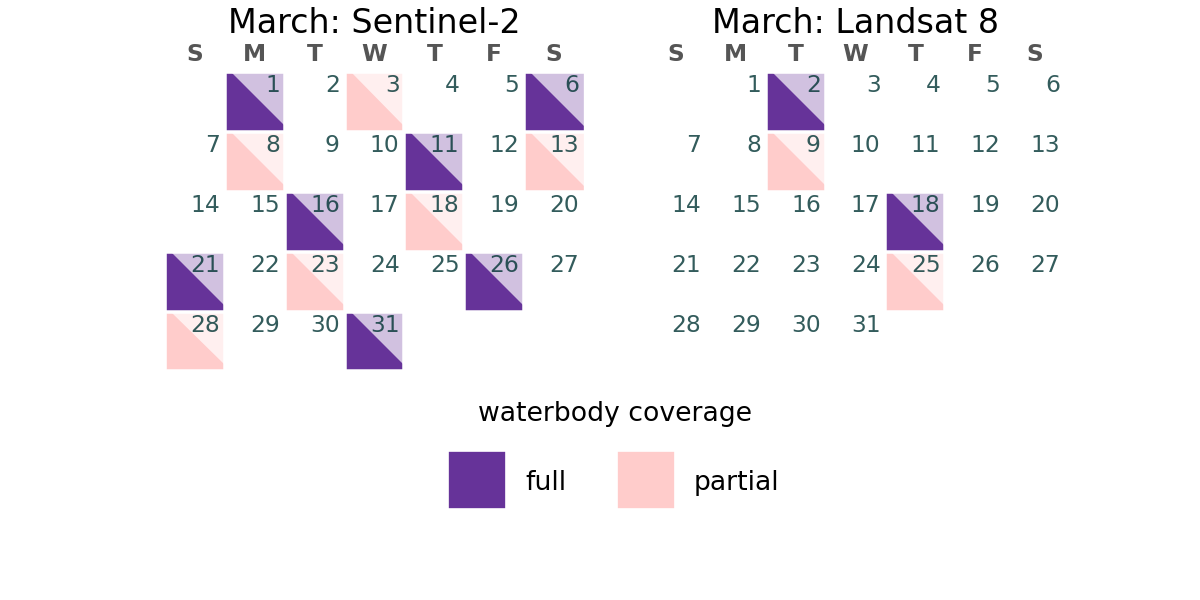 March: Sentinel-2
S M T W T F S
1 2 3 4 5 6
7 8 9 10 11 12 13
14 15 16 17 18 19 20
21 22 23 24 25 26 27
28 29 30 31
March: Landsat 8
S M T W T F S
1 2 3 4 5 6
7 8 9 10 11 12 13
14 15 16 17 18 19 20
21 22 23 24 25 26 27
28 29 30 31
waterbody coverage
full
partial